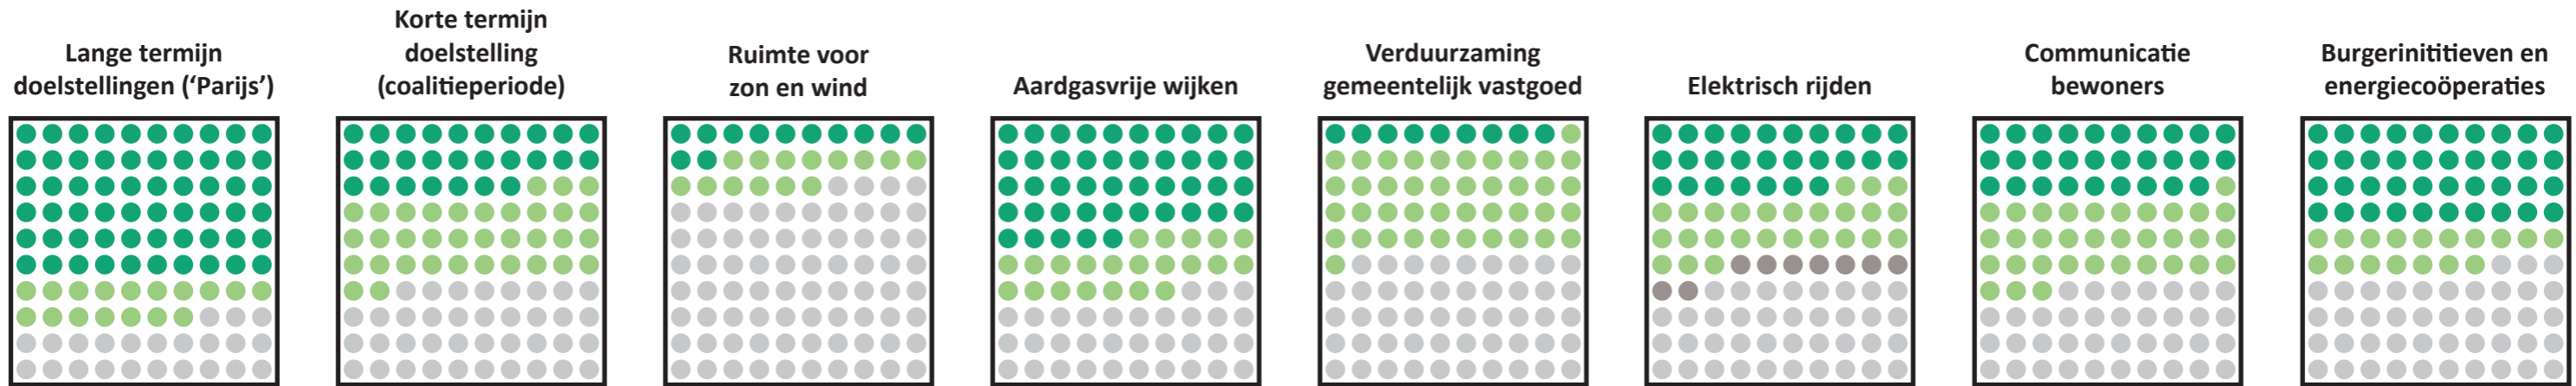 Lange termijn
doelstellingen (‘Parijs’)
Korte termijn
doelstelling
(coalitieperiode)
Ruimte voor
zon en wind
Aardgasvrije wijken
Verduurzaming
gemeentelijk vastgoed
Elektrisch rijden
Communicatie
bewoners
Burgerinititieven en
energiecoöperaties